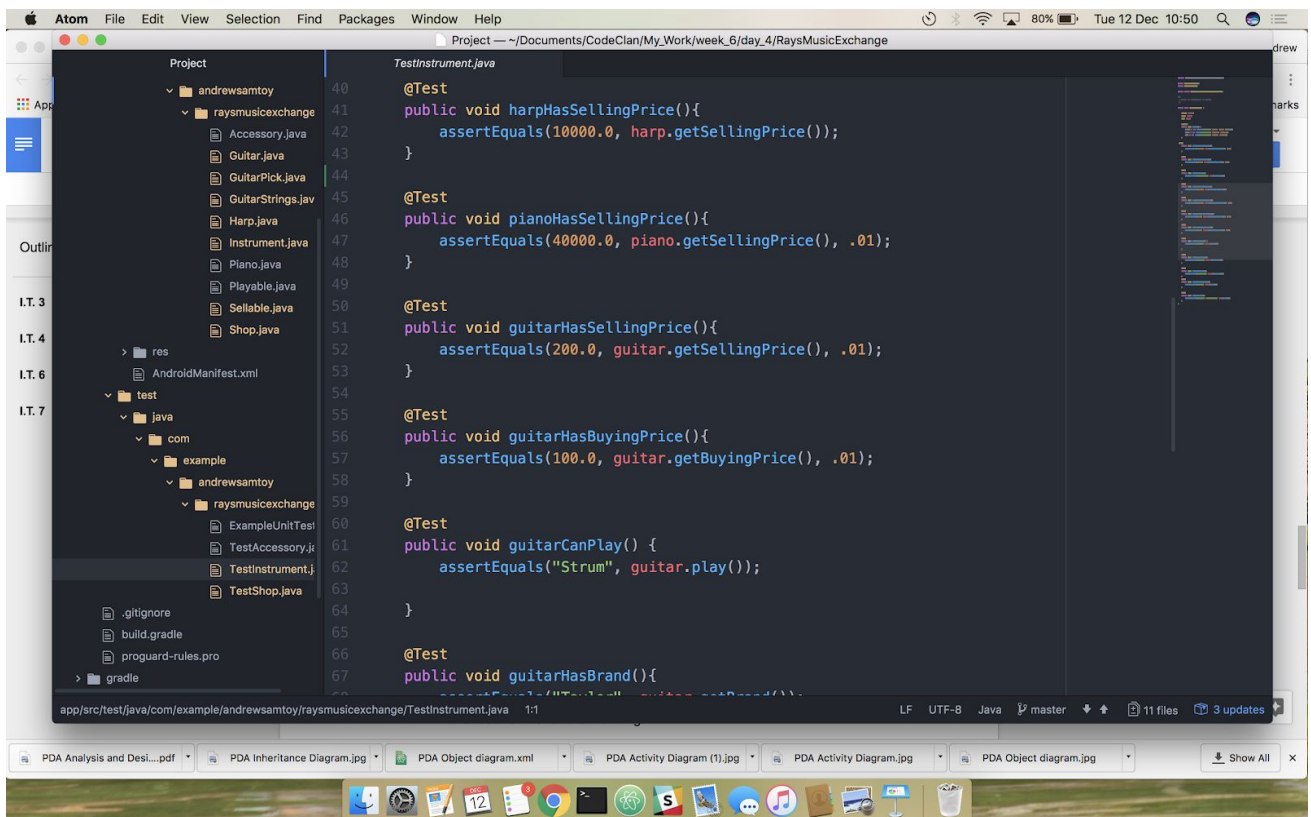 Atom File Edit View Selection Find Packages Window Help 80% Tue 12 Dec 10:50
Project — ~/Documents/CodeClan/My_Work/week_6/day_4/RaysMusicExchange
drew
App
arks
Outlin
I.T. 3
I.T. 4
I.T. 6
I.T. 7
Project
andrewsamtoy
raysmusicexchange
Accessory.java
Guitar.java
GuitarPick.java
GuitarStrings.jav
Harp.java
Instrument.java
Piano.java
Playable.java
Sellable.java
Shop.java
res
AndroidManifest.xml
test
java
com
example
andrewsamtoy
raysmusicexchange
ExampleUnitTest
TestAccessory.ja
TestInstrument.j
TestShop.java
.gitignore
build.gradle
proguard-rules.pro
gradle
TestInstrument.java
40 @Test
41 public void harpHasSellingPrice(){
42 assertEquals(10000.0, harp.getSellingPrice());
43 }
44
45 @Test
46 public void pianoHasSellingPrice(){
47 assertEquals(40000.0, piano.getSellingPrice(), .01);
48 }
49
50 @Test
51 public void guitarHasSellingPrice(){
52 assertEquals(200.0, guitar.getSellingPrice(), .01);
53 }
54
55 @Test
56 public void guitarHasBuyingPrice(){
57 assertEquals(100.0, guitar.getBuyingPrice(), .01);
58 }
59
60 @Test
61 public void guitarCanPlay() {
62 assertEquals("Strum", guitar.play());
63
64 }
65
66 @Test
67 public void guitarHasBrand(){
68 assertEquals("Taylor", guitar.getBrand());
app/src/test/java/com/example/andrewsamtoy/raysmusicexchange/TestInstrument.java 1:1 LF UTF-8 Java master 11 files 3 updates
PDA Analysis and Desi....pdf PDA Inheritance Diagram.jpg PDA Object diagram.xml PDA Activity Diagram (1).jpg PDA Activity Diagram.jpg PDA Object diagram.jpg Show All
DEC
12
3